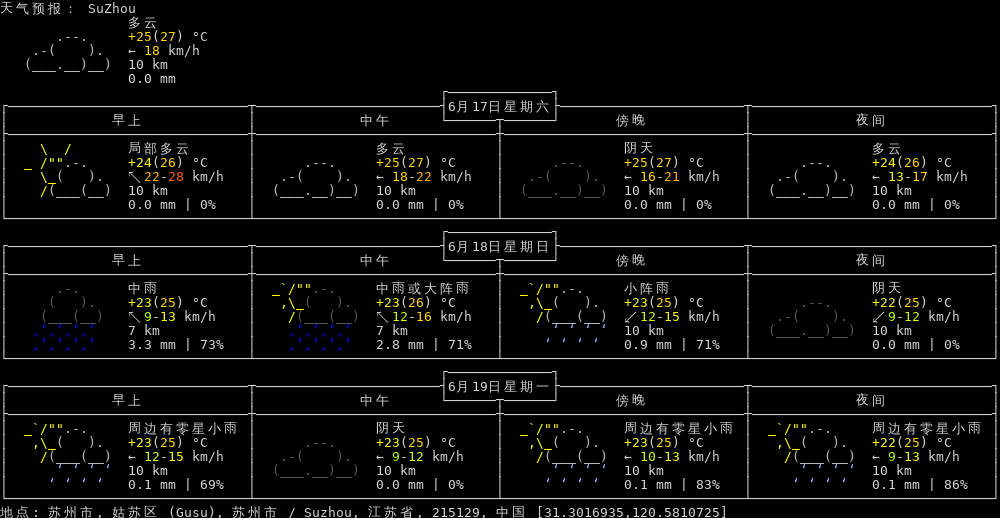 天气预报: SuZhou
多云
+25(27) °C
← 18 km/h
10 km
0.0 mm
6月17日星期六
早上 中午 傍晚 夜间
局部多云 多云 阴天 多云
+24(26) °C +25(27) °C +25(27) °C +24(26) °C
↖ 22-28 km/h ← 18-22 km/h ← 16-21 km/h ← 13-17 km/h
10 km 10 km 10 km 10 km
0.0 mm | 0% 0.0 mm | 0% 0.0 mm | 0% 0.0 mm | 0%
6月18日星期日
早上 中午 傍晚 夜间
中雨 中雨或大阵雨 小阵雨 阴天
+23(25) °C +23(26) °C +23(25) °C +22(25) °C
↖ 9-13 km/h ↖ 12-16 km/h ↙ 12-15 km/h ↙ 9-12 km/h
7 km 7 km 10 km 10 km
3.3 mm | 73% 2.8 mm | 71% 0.9 mm | 71% 0.0 mm | 0%
6月19日星期一
早上 中午 傍晚 夜间
周边有零星小雨 阴天 周边有零星小雨 周边有零星小雨
+23(25) °C +23(25) °C +23(25) °C +22(25) °C
← 12-15 km/h ← 9-12 km/h ← 10-13 km/h ← 9-13 km/h
10 km 10 km 10 km 10 km
0.1 mm | 69% 0.0 mm | 0% 0.1 mm | 83% 0.1 mm | 86%
地点: 苏州市, 姑苏区 (Gusu), 苏州市 / Suzhou, 江苏省, 215129, 中国 [31.3016935,120.5810725]